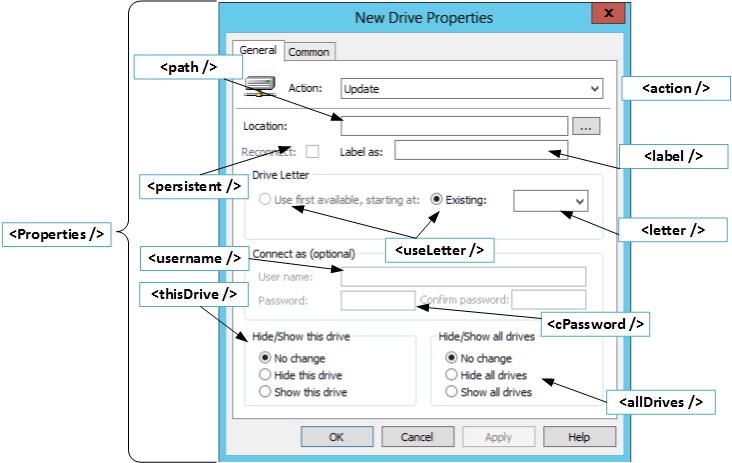 New Drive Properties
x
General
Common
<path />
Action:
Update
<action />
Location:
...
Reconnect:
Label as:
<label />
Drive Letter
<persistent />
Use first available, starting at:
Existing:
<Properties />
<letter />
<useLetter />
Connect as (optional)
<username />
User name:
<thisDrive />
Password:
Confirm password:
<cPassword />
Hide/Show this drive
Hide/Show all drives
No change
No change
Hide this drive
Hide all drives
Show this drive
Show all drives
<allDrives />
OK
Cancel
Apply
Help